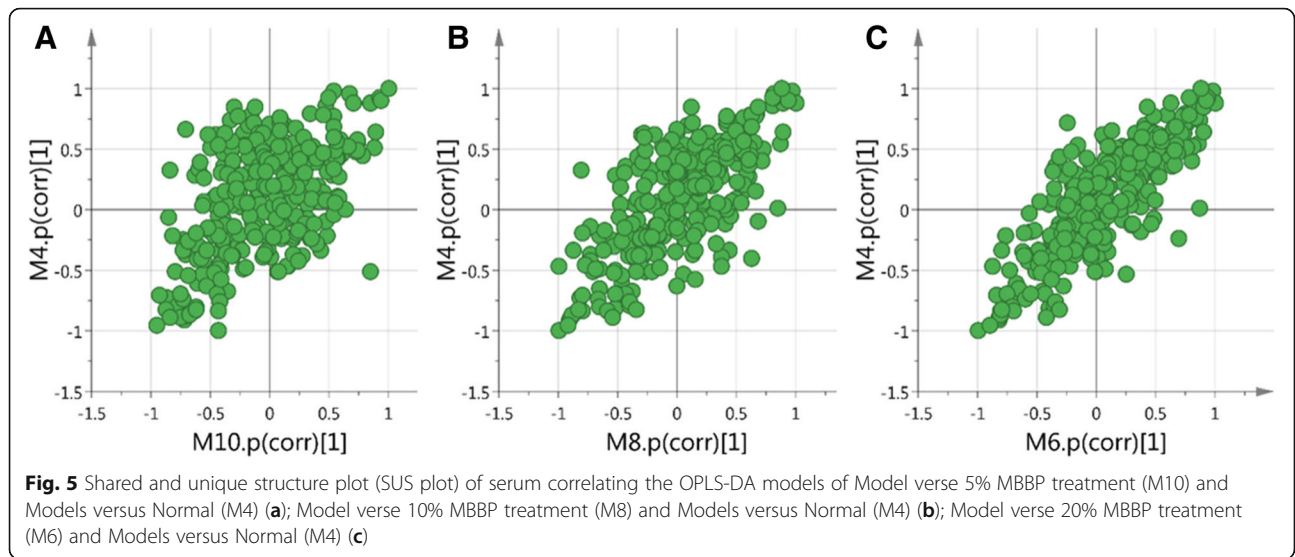 A
B
C
1
0.5
0
-0.5
-1
-1.5
M4.p(corr)[1]
-1.5 -1 -0.5 0 0.5 1
M10.p(corr)[1]
1
0.5
0
-0.5
-1
-1.5
M4.p(corr)[1]
-1.5 -1 -0.5 0 0.5 1
M8.p(corr)[1]
1
0.5
0
-0.5
-1
-1.5
M4.p(corr)[1]
-1.5 -1 -0.5 0 0.5 1
M6.p(corr)[1]
Fig. 5 Shared and unique structure plot (SUS plot) of serum correlating the OPLS-DA models of Model verse 5% MBBP treatment (M10) and
Models versus Normal (M4) (a); Model verse 10% MBBP treatment (M8) and Models versus Normal (M4) (b); Model verse 20% MBBP treatment
(M6) and Models versus Normal (M4) (c)